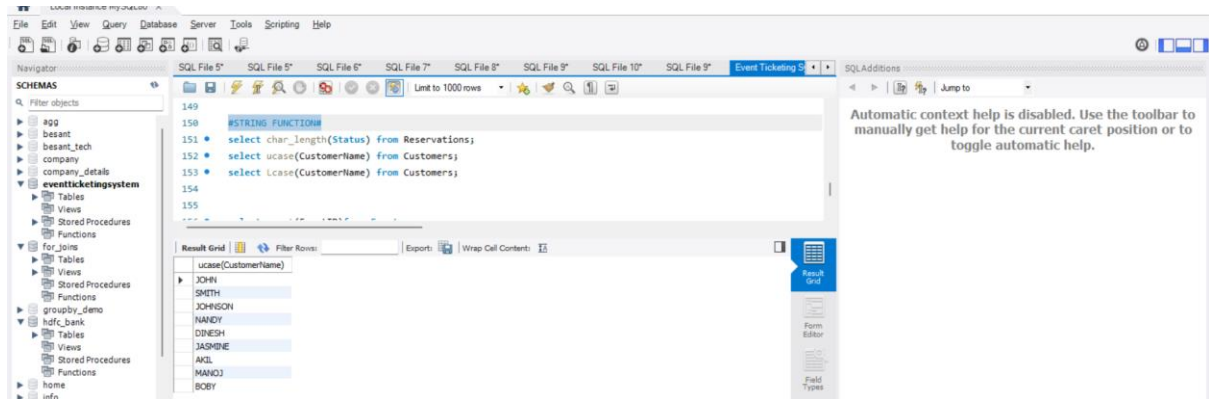 File Edit View Query Database Server Tools Scripting Help
Navigator
SCHEMAS
Filter objects
agg
besant
besant_tech
company
company_details
eventticketingsystem
Tables
Views
Stored Procedures
Functions
for_joins
Tables
Views
Stored Procedures
Functions
groupby_demo
hdfc_bank
Tables
Views
Stored Procedures
Functions
home
info
SQL File 5* SQL File 5* SQL File 6* SQL File 7* SQL File 8* SQL File 9* SQL File 10* SQL File 9* Event Ticketing S
Limit to 1000 rows
149
150 #STRING FUNCTION#
151 select char_length(Status) from Reservations;
152 select ucase(CustomerName) from Customers;
153 select Lcase(CustomerName) from Customers;
154
155
Result Grid Filter Rows: Export: Wrap Cell Content:
ucase(CustomerName)
JOHN
SMITH
JOHNSON
NANDY
DINESH
JASMINE
AKIL
MANOJ
BOBY
Result
Grid
Form
Editor
Field
Types
SQLAdditions
Jump to
Automatic context help is disabled. Use the toolbar to
manually get help for the current caret position or to
toggle automatic help.